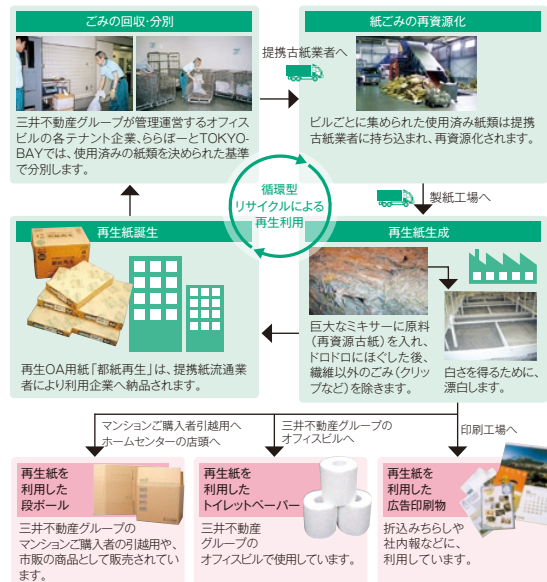 ごみの回収・分別
三井不動産グループが管理運営するオフィス
ビルの各テナント企業、ららぽーとTOKYO-
BAYでは、使用済みの紙類を決められた基準
で分別します。
提携古紙業者へ
紙ごみの再資源化
ビルごとに集められた使用済み紙類は提携
古紙業者に持ち込まれ、再資源化されます。
循環型
リサイクルによる
再生利用
製紙工場へ
再生紙誕生
再生OA用紙「都紙再生」は、提携紙流通業
者により利用企業へ納品されます。
再生紙生成
巨大なミキサーに原料
（再資源古紙）を入れ、
ドロドロにほぐした後、
繊維以外のごみ（クリッ
プなど）を除きます。
白さを得るために、
漂白します。
マンションご購入者引越用へ
ホームセンターの店頭へ
三井不動産グループの
オフィスビルへ
印刷工場へ
再生紙を
利用した
段ボール
三井不動産グループの
マンションご購入者の引越用や、
市販の商品として販売されてい
ます。
再生紙を
利用した
トイレットペーパー
三井不動産
グループの
オフィスビルで使用しています。
再生紙を
利用した
広告印刷物
折込みちらしや
社内報などに、
利用しています。